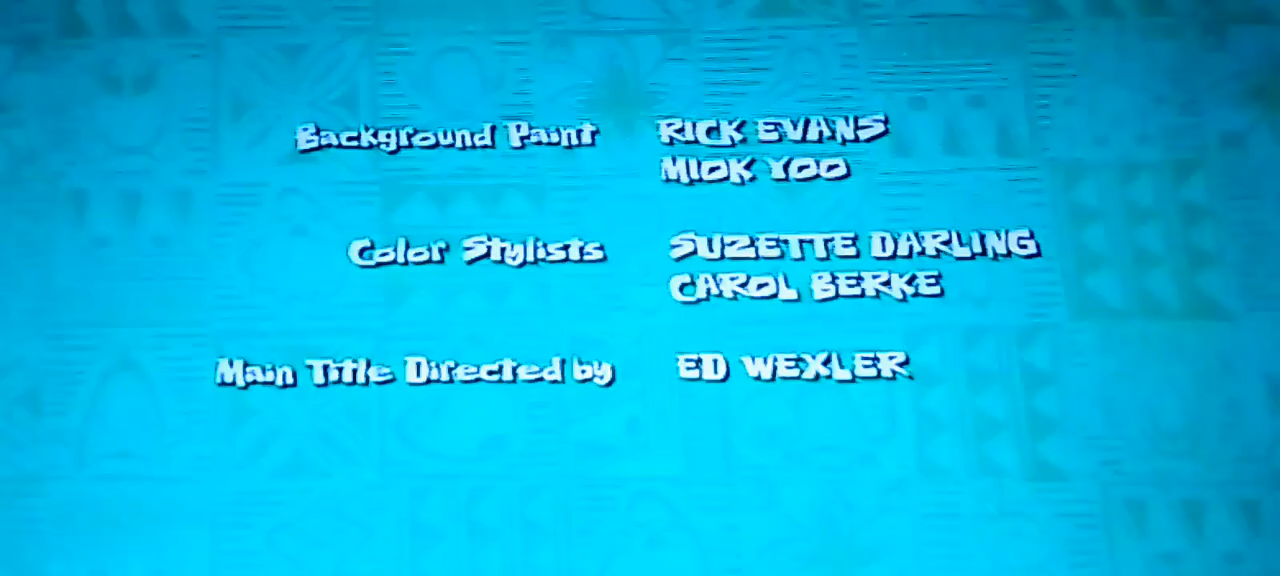 Background Paint RICK EVANS
MIOK YOO
Color Stylists SUZETTE DARLING
CAROL BERKE
Main Title Directed by ED WEXLER